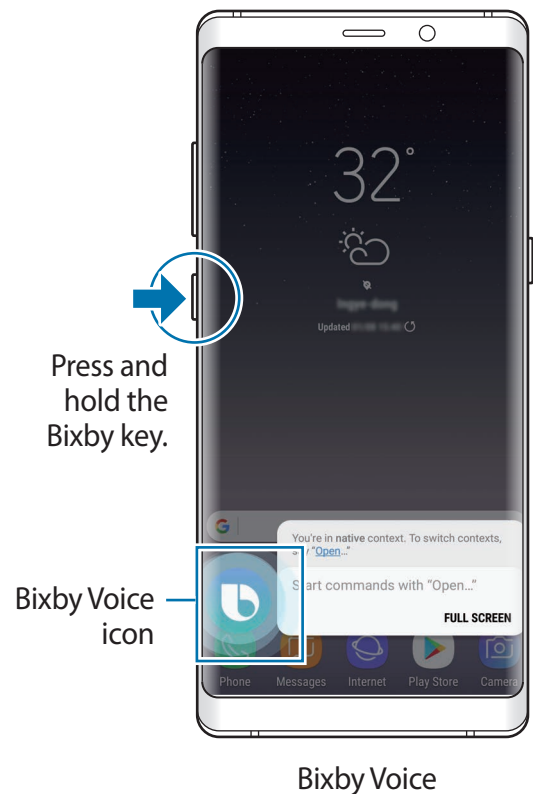 32°
Updated
Press and
hold the
Bixby key.
G
You're in native context. To switch contexts,
"Open..."
Start commands with “Open...”
FULL SCREEN
Bixby Voice
icon
Phone Messages Internet Play Store Camera
Bixby Voice